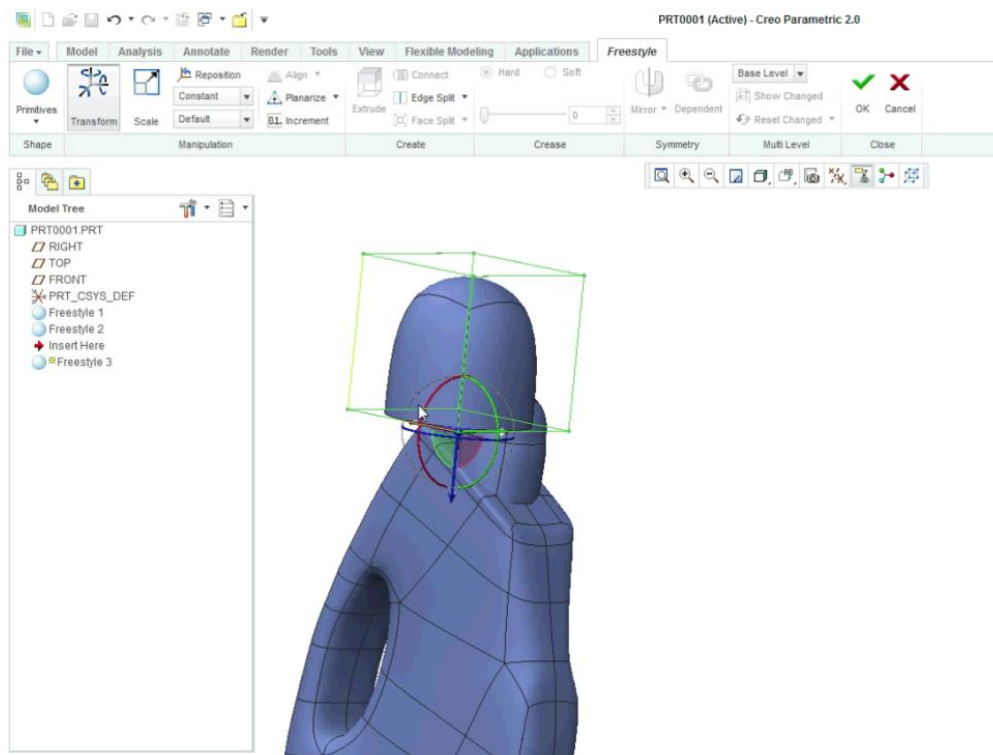 PRT0001 (Active) - Creo Parametric 2.0
File Model Analysis Annotate Render Tools View Flexible Modeling Applications Freestyle
Reposition Align Connect Hard Soft Base Level
Constant Planarize Edge Split Show Changed
Primitives Transform Scale Default 0.1.. Increment Extrude Face Split 0 Mirror Dependent Reset Changed OK Cancel
Shape Manipulation Create Crease Symmetry Multi Level Close
Model Tree
PRT0001.PRT
RIGHT
TOP
FRONT
PRT_CSYS_DEF
Freestyle 1
Freestyle 2
Insert Here
Freestyle 3